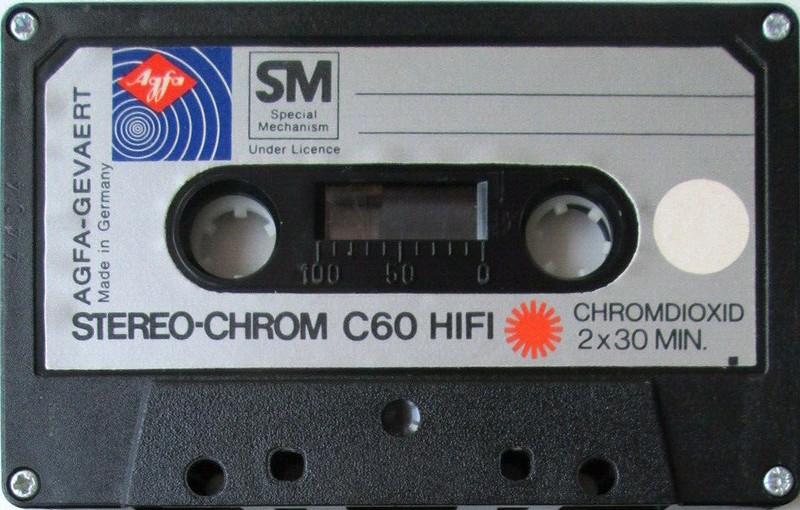 Agfa
SM
Special
Mechanism
Under Licence
AGFA-GEVAERT
Made in Germany
100 50 0
STEREO-CHROM C60 HIFI
CHROMDIOXID
2x30 MIN.